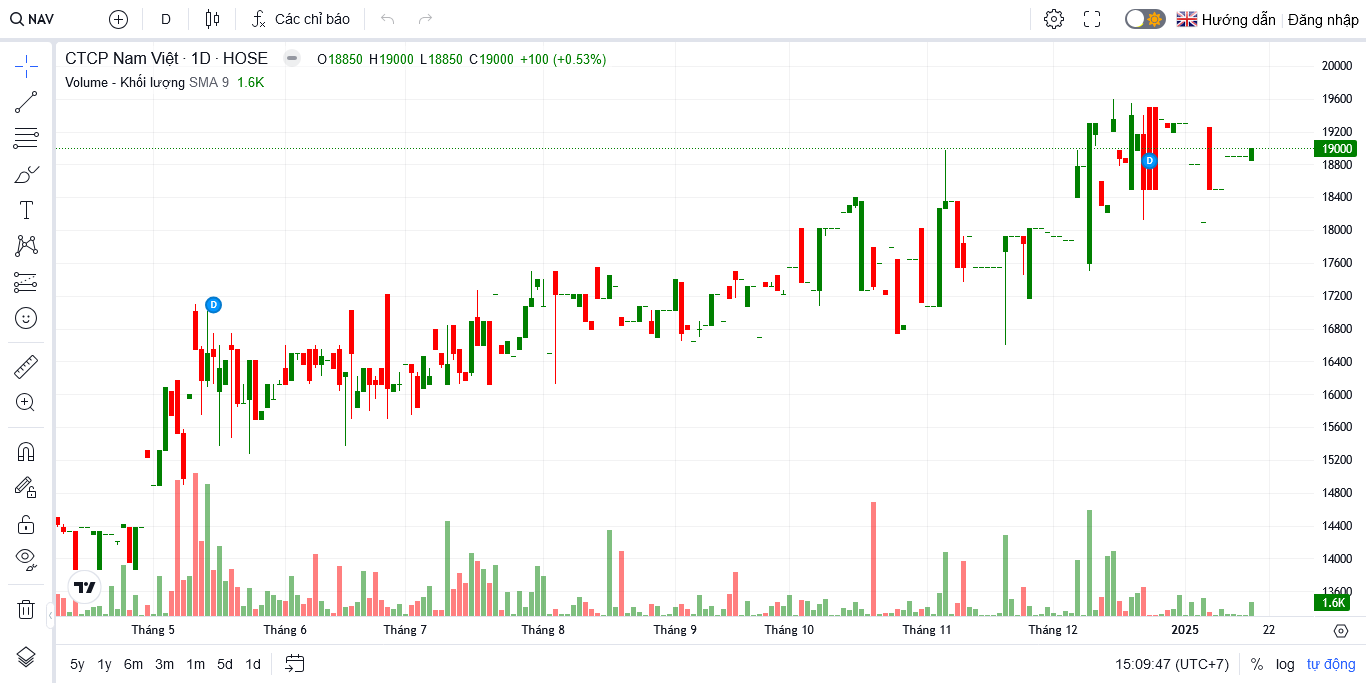 NAV D Các chỉ báo Hướng dẫn Đăng nhập
CTCP Nam Việt · 1D · HOSE O18850 H19000 L18850 C19000 +100 (+0.53%)
Volume - Khối lượng SMA 9 1.6K
20000
19600
19200
19000
18800
18400
18000
17600
17200
16800
16400
16000
15600
15200
14800
14400
14000
13600
1.6K
D
D
T
Tháng 5 Tháng 6 Tháng 7 Tháng 8 Tháng 9 Tháng 10 Tháng 11 Tháng 12 2025 22
5y 1y 6m 3m 1m 5d 1d 15:09:47 (UTC+7) % log tự động